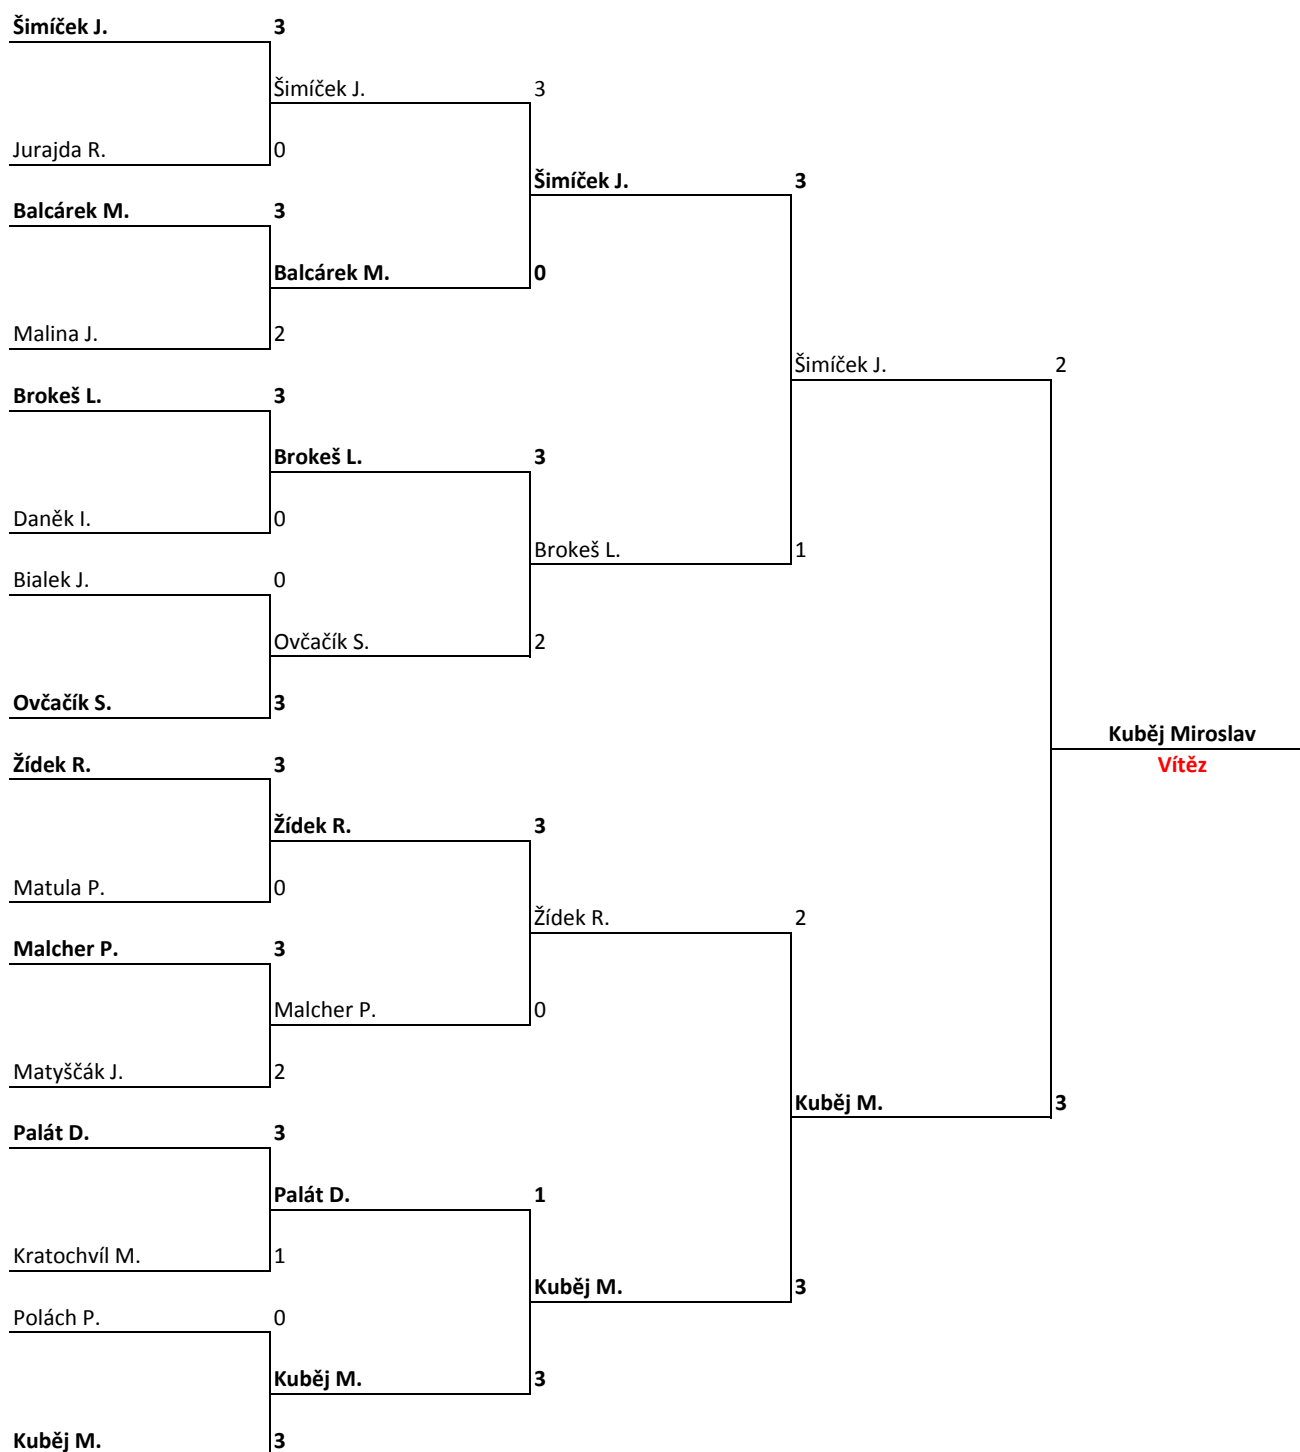 Šimíček J. 3
Šimíček J. 3
Jurajda R. 0
Šimíček J. 3
Balcárek M. 3
Balcárek M. 0
Malina J. 2
Šimíček J. 2
Brokeš L. 3
Brokeš L. 3
Daněk I. 0
Brokeš L. 1
Bialek J. 0
Ovčačík S. 2
Ovčačík S. 3
Kuběj Miroslav
Žídek R. 3
Vítěz
Žídek R. 3
Matula P. 0
Žídek R. 2
Malcher P. 3
Malcher P. 0
Matyščák J. 2
Kuběj M. 3
Palát D. 3
Palát D. 1
Kratochvíl M. 1
Kuběj M. 3
Polách P. 0
Kuběj M. 3
Kuběj M. 3